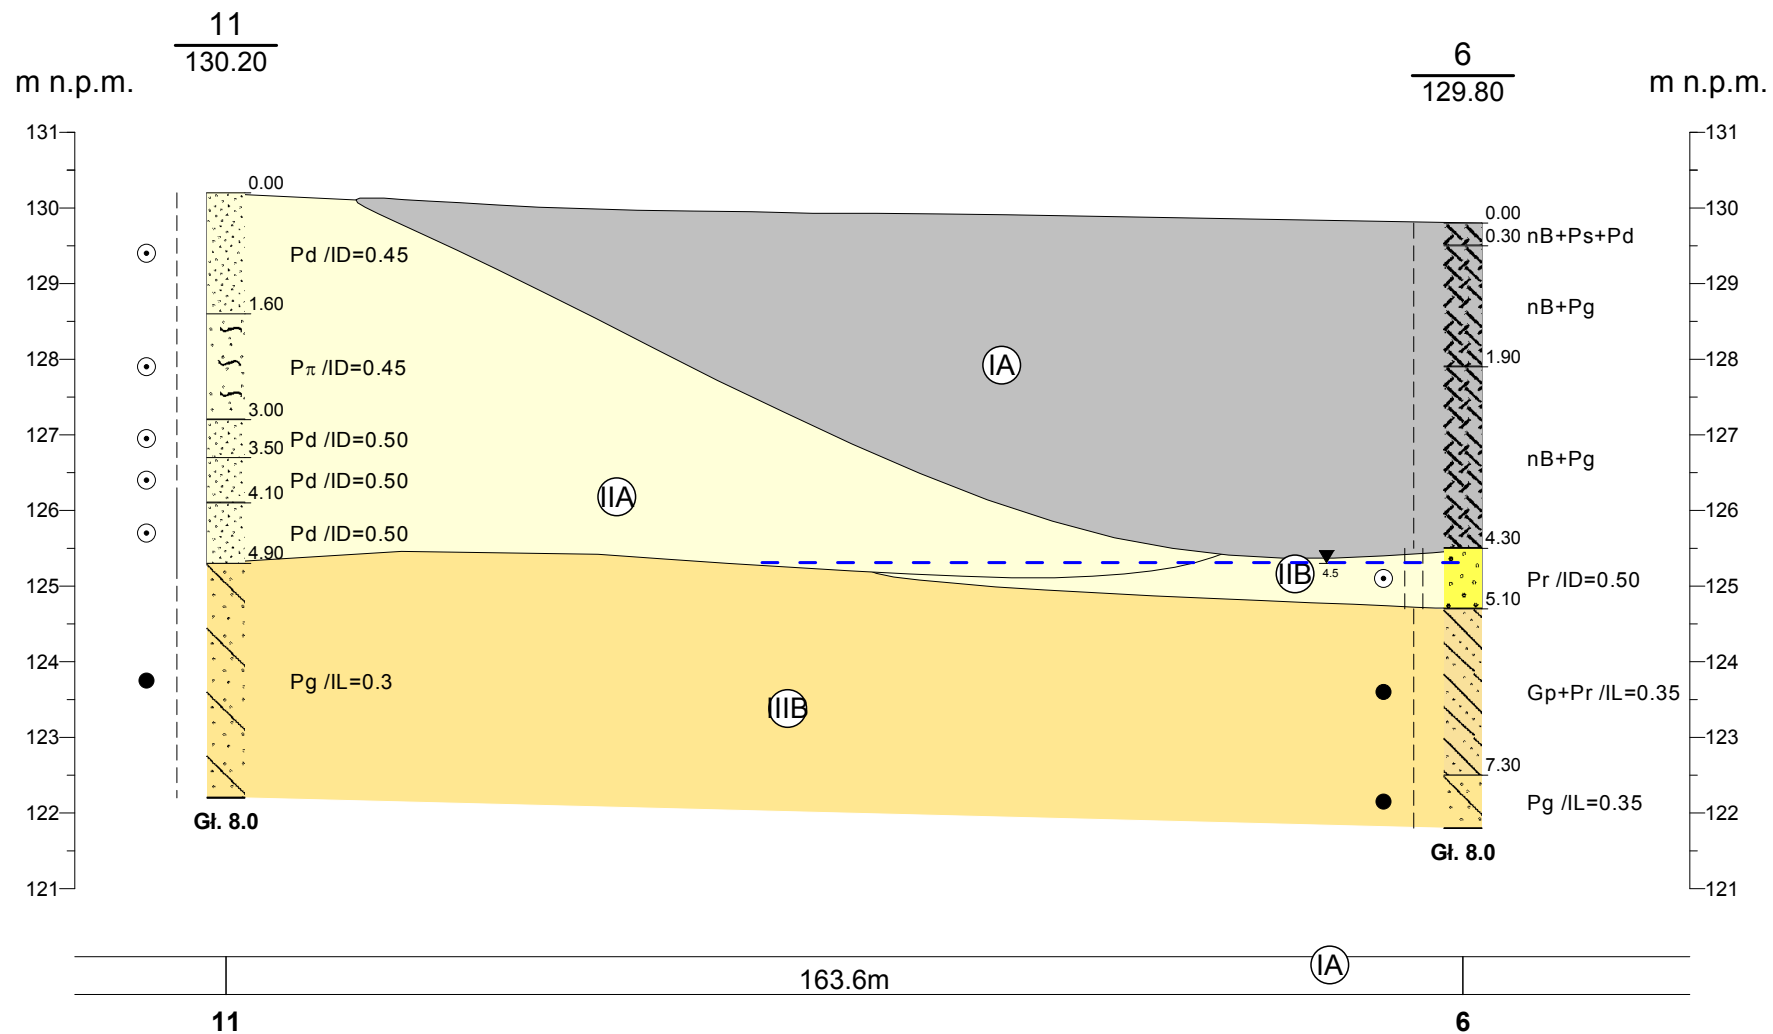 11
130.20
6
129.80
m n.p.m.
m n.p.m.
131
130
129
128
127
126
125
124
123
122
121
0.00
1.60
3.00
3.50
4.10
4.90
Pd /ID=0.45
Pπ /ID=0.45
Pd /ID=0.50
Pd /ID=0.50
Pd /ID=0.50
Pg /IL=0.3
Gł. 8.0
IA
IIA
IIB
IIIB
4.5
0.00
0.30
1.90
4.30
5.10
7.30
nB+Ps+Pd
nB+Pg
nB+Pg
Pr /ID=0.50
Gp+Pr /IL=0.35
Pg /IL=0.35
Gł. 8.0
131
130
129
128
127
126
125
124
123
122
121
163.6m
IA
11
6